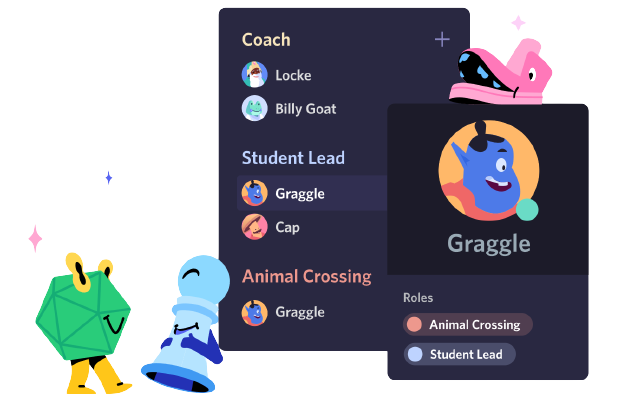 Coach
Locke
Billy Goat
Student Lead
Graggle
Cap
Animal Crossing
Graggle
Graggle
Roles
Animal Crossing
Student Lead